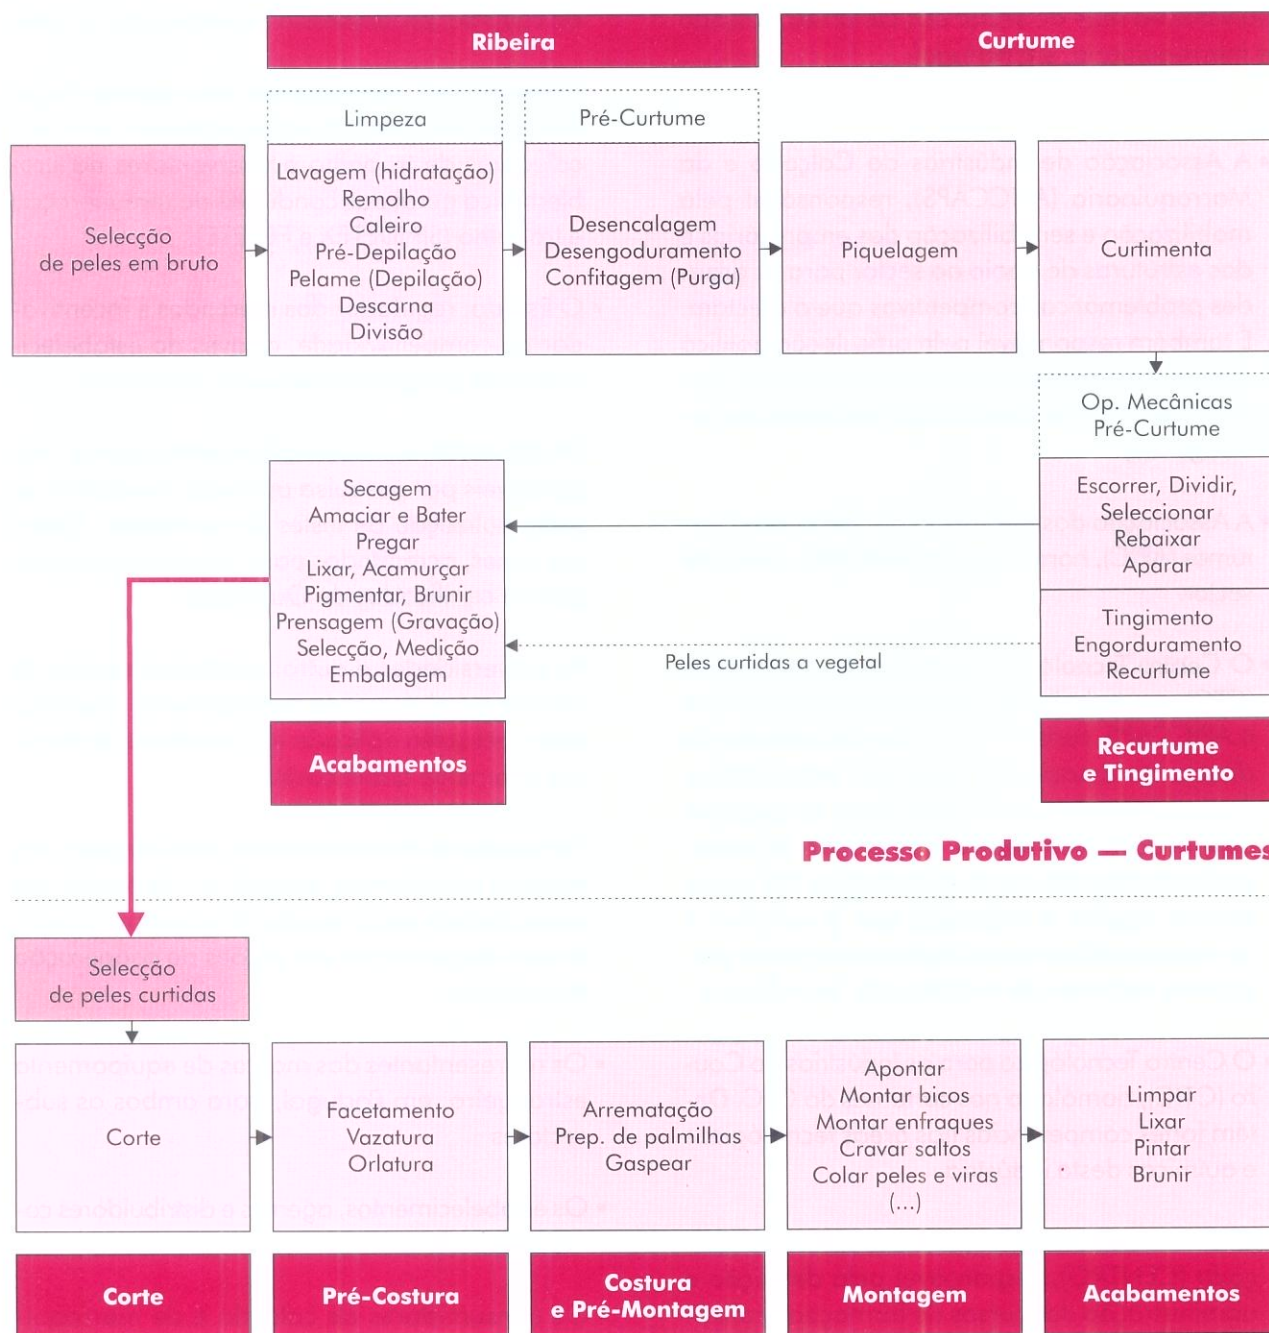 Ribeira
Curtume
Limpeza
Pré-Curtume
Selecção
de peles em bruto
Lavagem (hidratação)
Remolho
Caleiro
Pré-Depilação
Pelame (Depilação)
Descarna
Divisão
Desencalagem
Desengoduramento
Confitagem (Purga)
Piquelagem
Curtimenta
Op. Mecânicas
Pré-Curtume
Escorrer, Dividir,
Seleccionar
Rebaixar
Aparar
Tingimento
Engorduramento
Recurtume
Recurtume
e Tingimento
Peles curtidas a vegetal
Secagem
Amaciar e Bater
Pregar
Lixar, Acamurçar
Pigmentar, Brunir
Prensagem (Gravação)
Selecção, Medição
Embalagem
Acabamentos
Processo Produtivo — Curtumes
Selecção
de peles curtidas
Corte
Facetamento
Vazatura
Orlatura
Arrematação
Prep. de palmilhas
Gaspear
Apontar
Montar bicos
Montar enfraques
Cravar saltos
Colar peles e viras
(...)
Limpar
Lixar
Pintar
Brunir
Corte
Pré-Costura
Costura
e Pré-Montagem
Montagem
Acabamentos